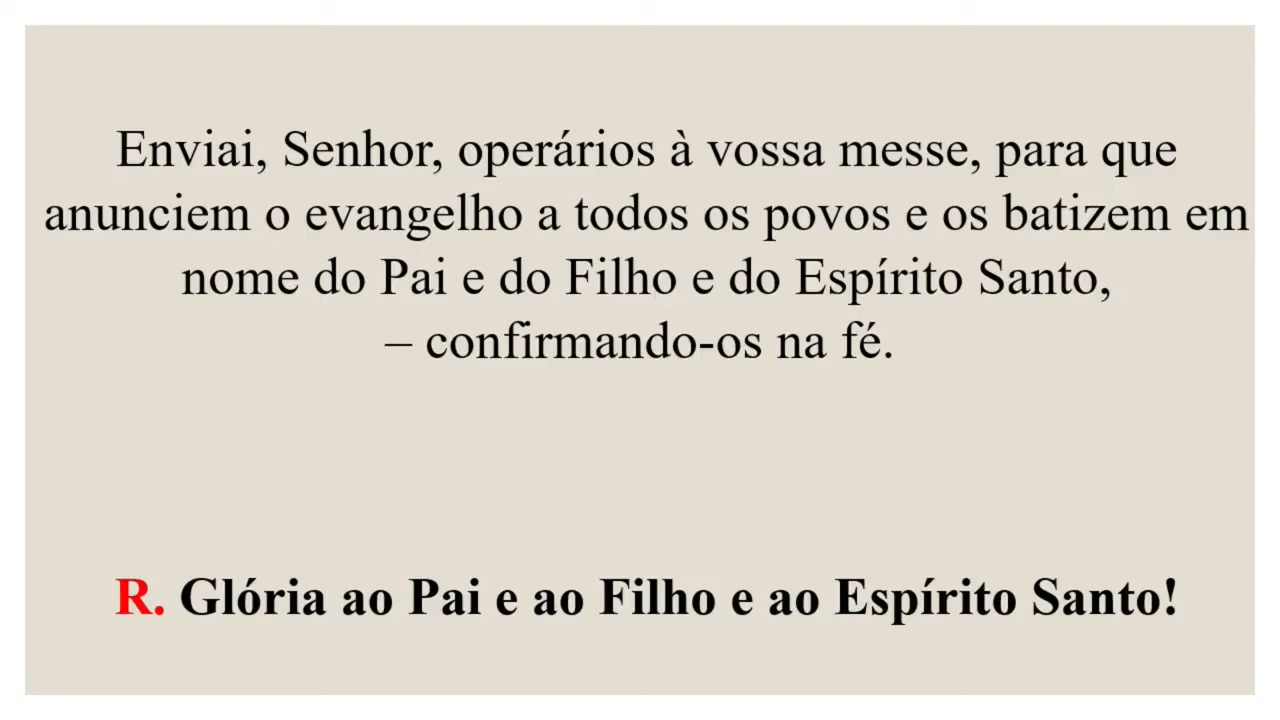 Enviai, Senhor, operários à vossa messe, para que
anunciem o evangelho a todos os povos e os batizem em
nome do Pai e do Filho e do Espírito Santo,
– confirmando-os na fé.
R. Glória ao Pai e ao Filho e ao Espírito Santo!